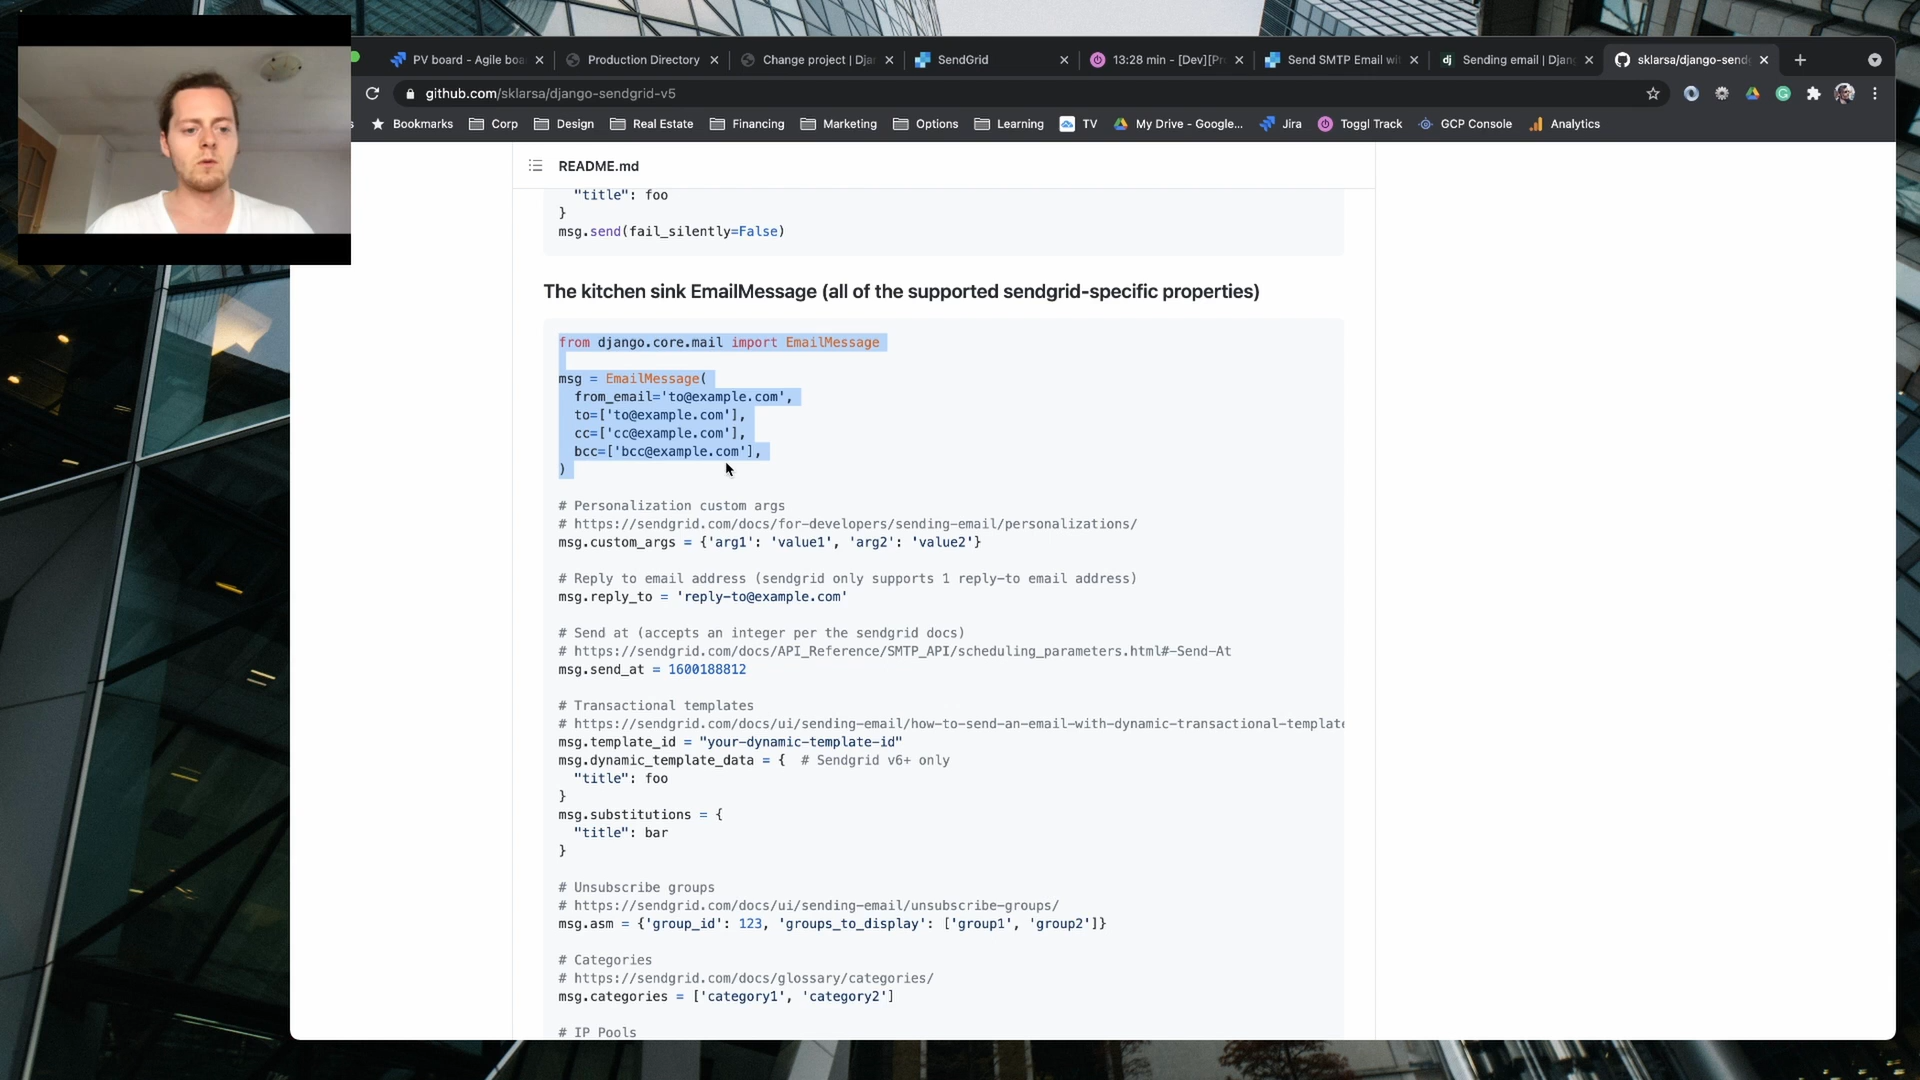 PV board - Agile boa
Production Directory
Change project | Djan
SendGrid
13:28 min - [Dev][Pr
Send SMTP Email wi
dj Sending email | Djang
sklarsa/django-sendg
github.com/sklarsa/django-sendgrid-v5
s
Bookmarks
Corp
Design
Real Estate
Financing
Marketing
Options
Learning
TV
My Drive - Google...
Jira
Toggl Track
GCP Console
Analytics
README.md
"title": foo
}
msg.send(fail_silently=False)
The kitchen sink EmailMessage (all of the supported sendgrid-specific properties)
from django.core.mail import EmailMessage
msg = EmailMessage(
from_email='to@example.com',
to=['to@example.com'],
cc=['cc@example.com'],
bcc=['bcc@example.com'],
)
# Personalization custom args
# https://sendgrid.com/docs/for-developers/sending-email/personalizations/
msg.custom_args = {'arg1': 'value1', 'arg2': 'value2'}
# Reply to email address (sendgrid only supports 1 reply-to email address)
msg.reply_to = 'reply-to@example.com'
# Send at (accepts an integer per the sendgrid docs)
# https://sendgrid.com/docs/API_Reference/SMTP_API/scheduling_parameters.html#-Send-At
msg.send_at = 1600188812
# Transactional templates
# https://sendgrid.com/docs/ui/sending-email/how-to-send-an-email-with-dynamic-transactional-template
msg.template_id = "your-dynamic-template-id"
msg.dynamic_template_data = {  # Sendgrid v6+ only
"title": foo
}
msg.substitutions = {
"title": bar
}
# Unsubscribe groups
# https://sendgrid.com/docs/ui/sending-email/unsubscribe-groups/
msg.asm = {'group_id': 123, 'groups_to_display': ['group1', 'group2']}
# Categories
# https://sendgrid.com/docs/glossary/categories/
msg.categories = ['category1', 'category2']
# IP Pools